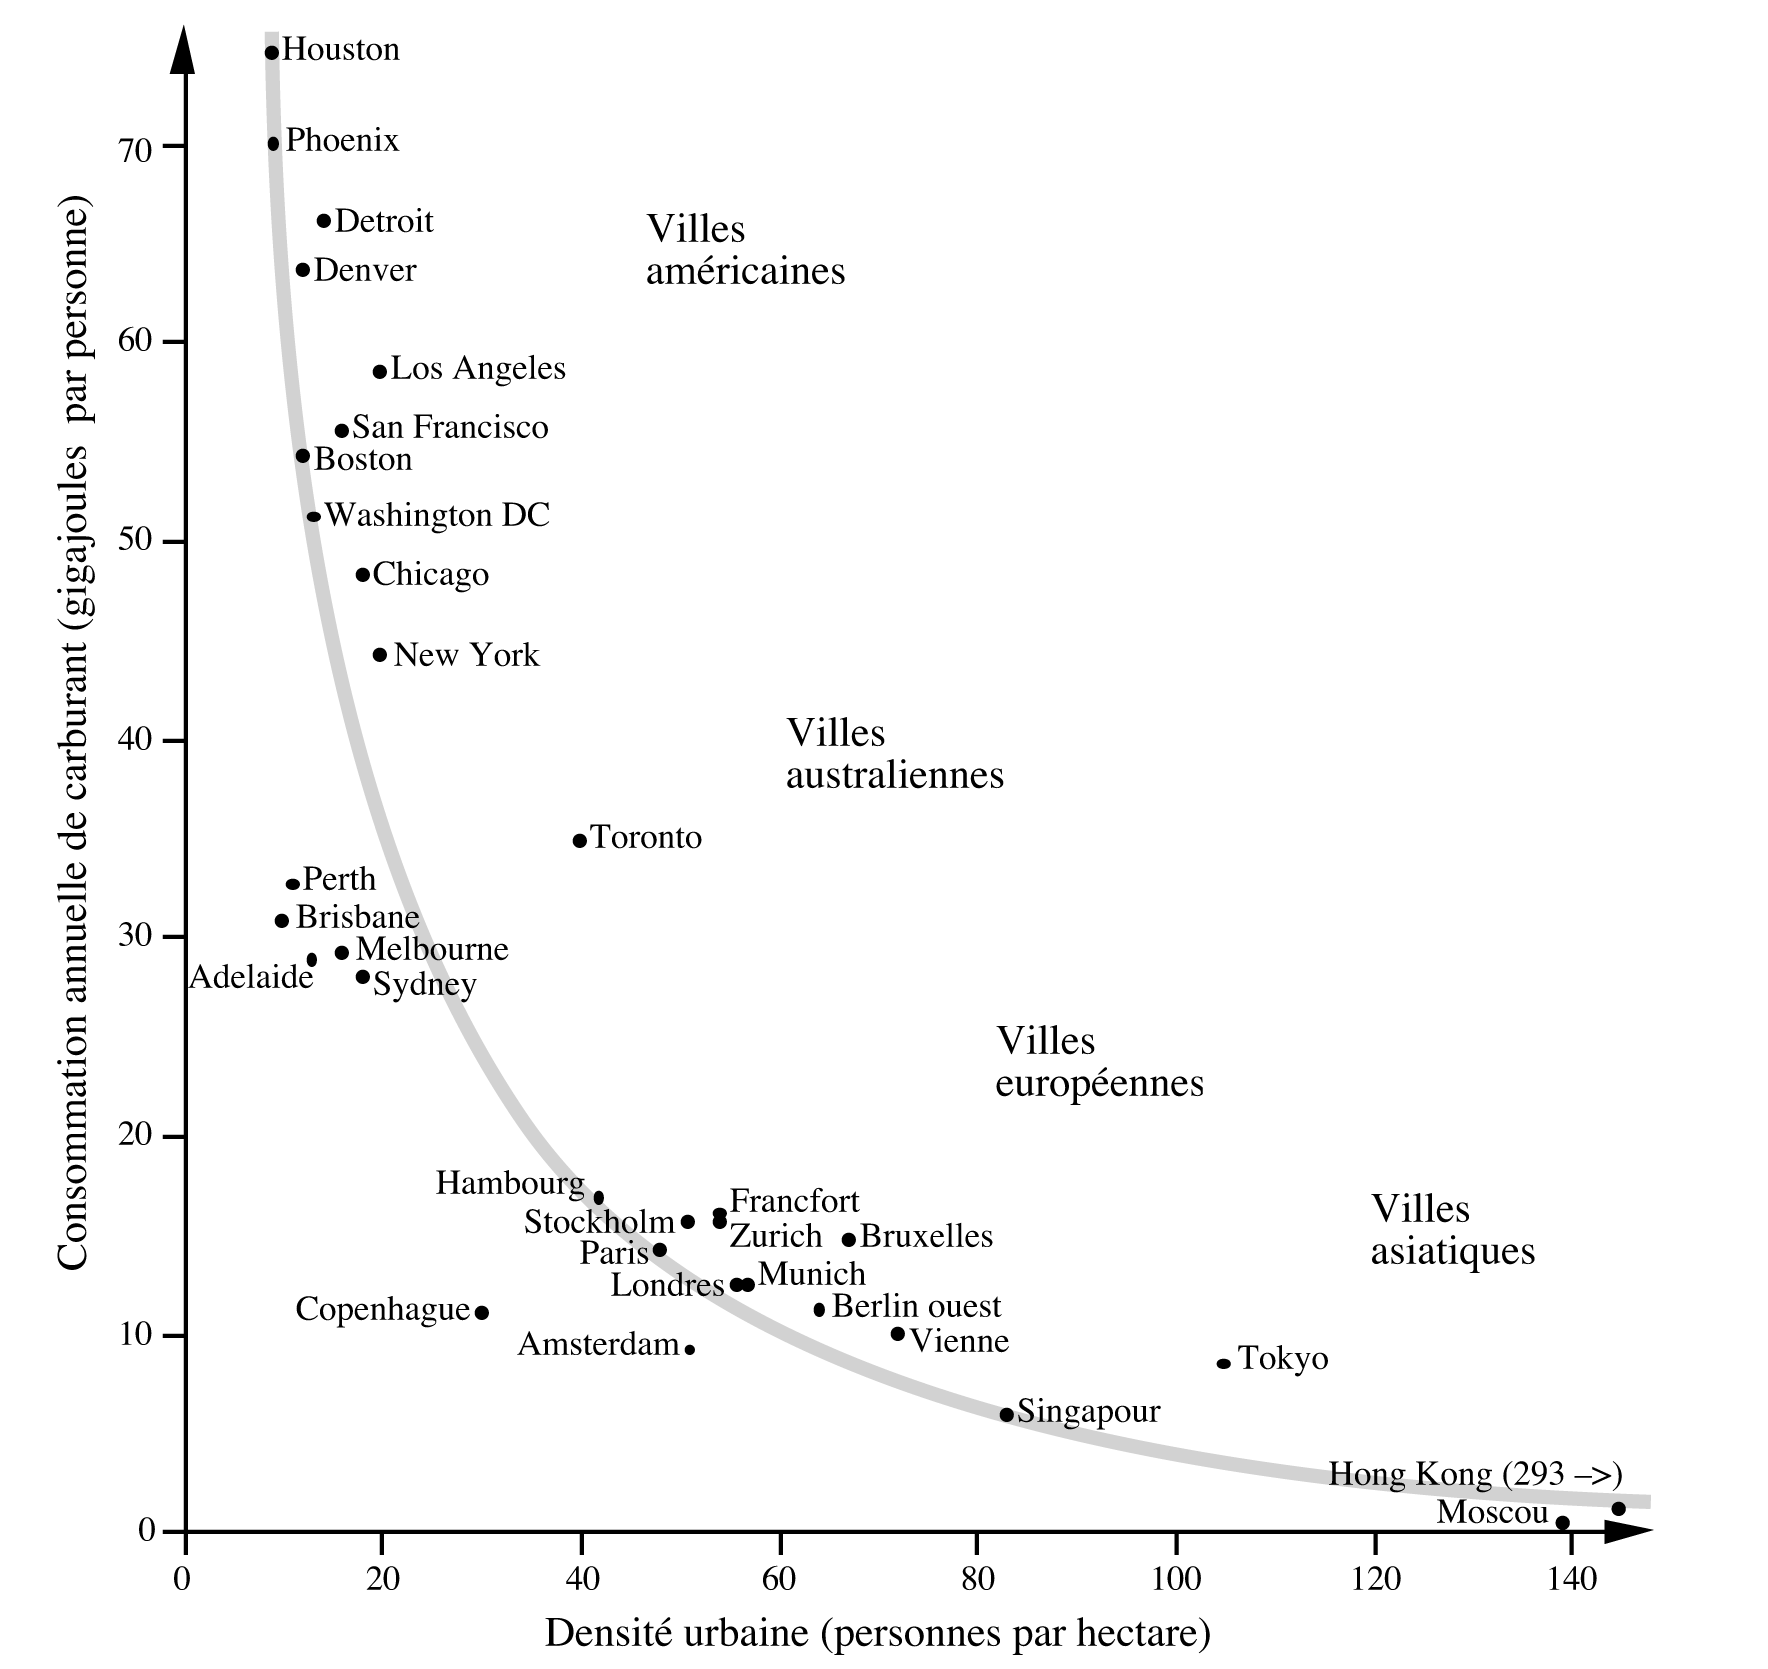 Houston
70
Phoenix
Detroit
Villes
américaines
Denver
60
Los Angeles
San Francisco
Boston
Washington DC
50
Chicago
New York
40
Villes
australiennes
Toronto
Perth
Brisbane
30
Melbourne
Adelaide
Sydney
Villes
européennes
20
Hambourg
Francfort
Stockholm
Zurich
Bruxelles
Paris
Villes
asiatiques
Londres
Munich
Copenhague
Berlin ouest
10
Amsterdam
Vienne
Tokyo
Singapour
Hong Kong (293 –>)
Moscou
0
0 20 40 60 80 100 120 140
Densité urbaine (personnes par hectare)
Consommation annuelle de carburant (gigajoules par personne)